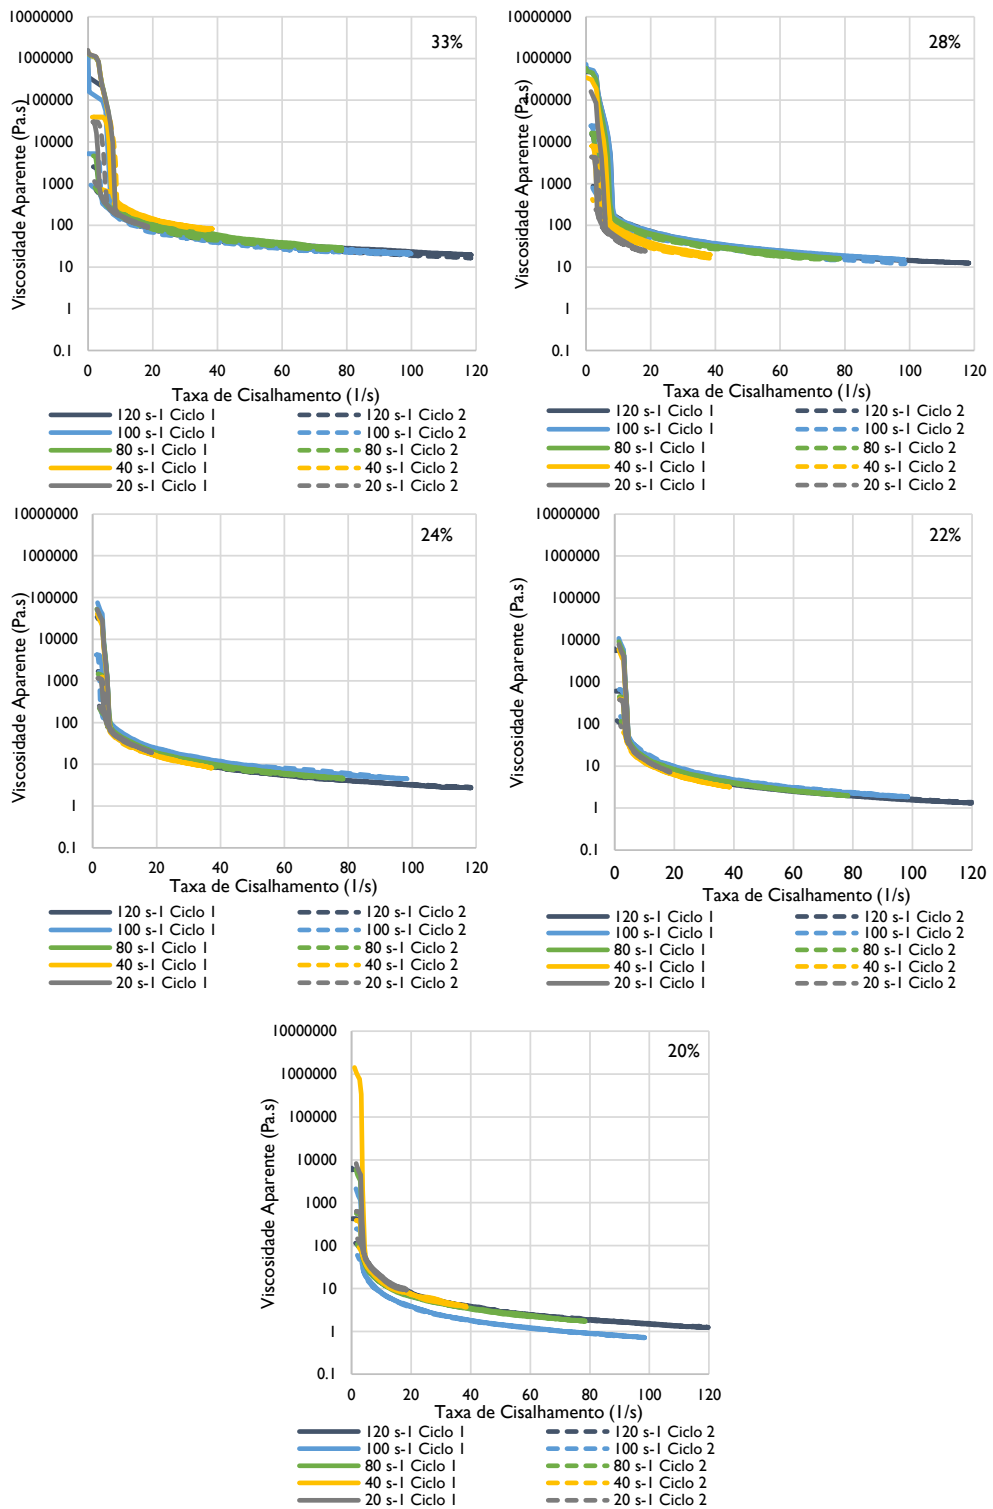 10000000
1000000
100000
10000
1000
100
10
1
0.1
0 20 40 60 80 100 120
33%
Viscosidade Aparente (Pa.s)
Taxa de Cisalhamento (1/s)
120 s-1 Ciclo 1 120 s-1 Ciclo 2
100 s-1 Ciclo 1 100 s-1 Ciclo 2
80 s-1 Ciclo 1 80 s-1 Ciclo 2
40 s-1 Ciclo 1 40 s-1 Ciclo 2
20 s-1 Ciclo 1 20 s-1 Ciclo 2
10000000
1000000
100000
10000
1000
100
10
1
0.1
0 20 40 60 80 100 120
28%
Viscosidade Aparente (Pa.s)
Taxa de Cisalhamento (1/s)
120 s-1 Ciclo 1 120 s-1 Ciclo 2
100 s-1 Ciclo 1 100 s-1 Ciclo 2
80 s-1 Ciclo 1 80 s-1 Ciclo 2
40 s-1 Ciclo 1 40 s-1 Ciclo 2
20 s-1 Ciclo 1 20 s-1 Ciclo 2
10000000
1000000
100000
10000
1000
100
10
1
0.1
0 20 40 60 80 100 120
24%
Viscosidade Aparente (Pa.s)
Taxa de Cisalhamento (1/s)
120 s-1 Ciclo 1 120 s-1 Ciclo 2
100 s-1 Ciclo 1 100 s-1 Ciclo 2
80 s-1 Ciclo 1 80 s-1 Ciclo 2
40 s-1 Ciclo 1 40 s-1 Ciclo 2
20 s-1 Ciclo 1 20 s-1 Ciclo 2
10000000
1000000
100000
10000
1000
100
10
1
0.1
0 20 40 60 80 100 120
22%
Viscosidade Aparente (Pa.s)
Taxa de Cisalhamento (1/s)
120 s-1 Ciclo 1 120 s-1 Ciclo 2
100 s-1 Ciclo 1 100 s-1 Ciclo 2
80 s-1 Ciclo 1 80 s-1 Ciclo 2
40 s-1 Ciclo 1 40 s-1 Ciclo 2
20 s-1 Ciclo 1 20 s-1 Ciclo 2
10000000
1000000
100000
10000
1000
100
10
1
0.1
0 20 40 60 80 100 120
20%
Viscosidade Aparente (Pa.s)
Taxa de Cisalhamento (1/s)
120 s-1 Ciclo 1 120 s-1 Ciclo 2
100 s-1 Ciclo 1 100 s-1 Ciclo 2
80 s-1 Ciclo 1 80 s-1 Ciclo 2
40 s-1 Ciclo 1 40 s-1 Ciclo 2
20 s-1 Ciclo 1 20 s-1 Ciclo 2